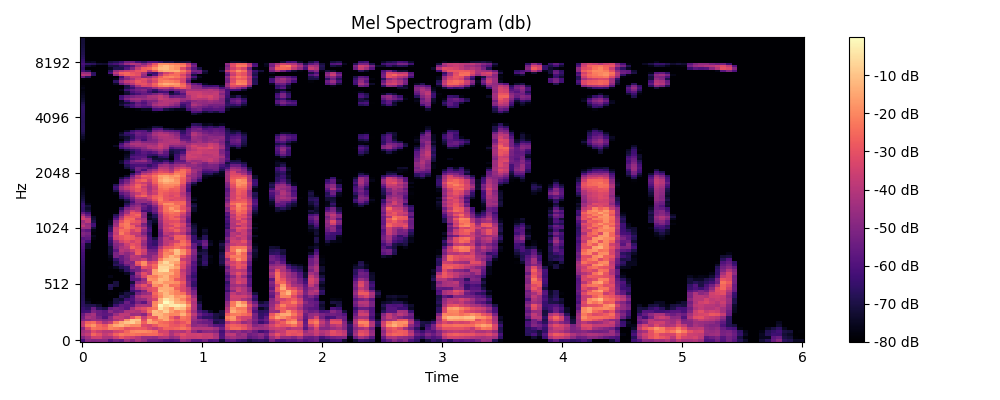 Mel Spectrogram (db)
Hz
8192
4096
2048
1024
512
0
0 1 2 3 4 5 6
Time
-10 dB
-20 dB
-30 dB
-40 dB
-50 dB
-60 dB
-70 dB
-80 dB